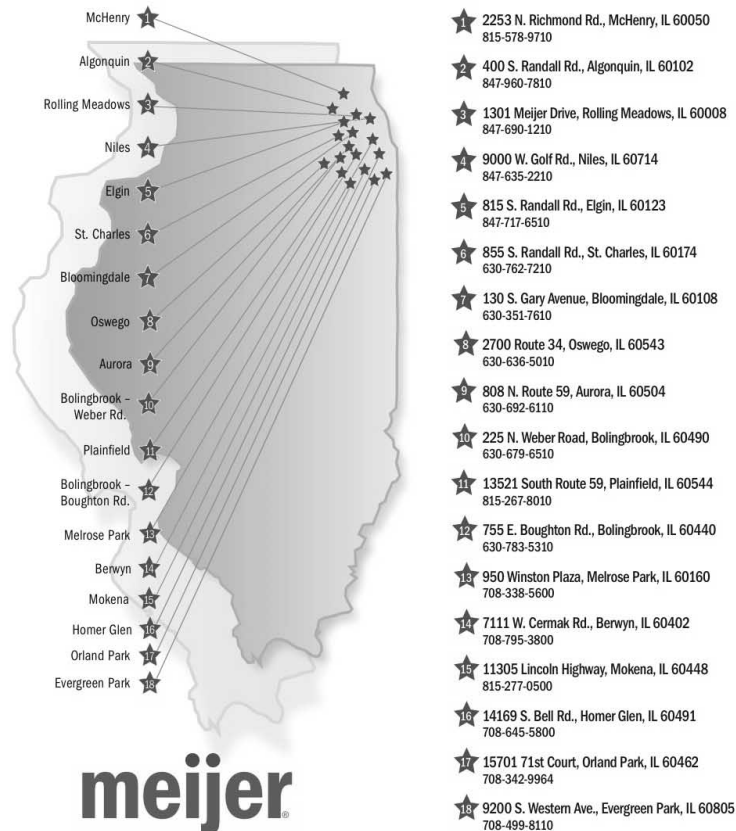 McHenry
1
Algonquin
2
Rolling Meadows
3
Niles
4
Elgin
5
St. Charles
6
Bloomingdale
7
Oswego
8
Aurora
9
Bolingbrook –
Weber Rd.
10
Plainfield
11
Bolingbrook –
Boughton Rd.
12
Melrose Park
13
Berwyn
14
Mokena
15
Homer Glen
16
Orland Park
17
Evergreen Park
18
meijer®
1 2253 N. Richmond Rd., McHenry, IL 60050
815-578-9710
2 400 S. Randall Rd., Algonquin, IL 60102
847-960-7810
3 1301 Meijer Drive, Rolling Meadows, IL 60008
847-690-1210
4 9000 W. Golf Rd., Niles, IL 60714
847-635-2210
5 815 S. Randall Rd., Elgin, IL 60123
847-717-6510
6 855 S. Randall Rd., St. Charles, IL 60174
630-762-7210
7 130 S. Gary Avenue, Bloomingdale, IL 60108
630-351-7610
8 2700 Route 34, Oswego, IL 60543
630-636-5010
9 808 N. Route 59, Aurora, IL 60504
630-692-6110
10 225 N. Weber Road, Bolingbrook, IL 60490
630-679-6510
11 13521 South Route 59, Plainfield, IL 60544
815-267-8010
12 755 E. Boughton Rd., Bolingbrook, IL 60440
630-783-5310
13 950 Winston Plaza, Melrose Park, IL 60160
708-338-5600
14 7111 W. Cermak Rd., Berwyn, IL 60402
708-795-3800
15 11305 Lincoln Highway, Mokena, IL 60448
815-277-0500
16 14169 S. Bell Rd., Homer Glen, IL 60491
708-645-5800
17 15701 71st Court, Orland Park, IL 60462
708-342-9964
18 9200 S. Western Ave., Evergreen Park, IL 60805
708-499-8110